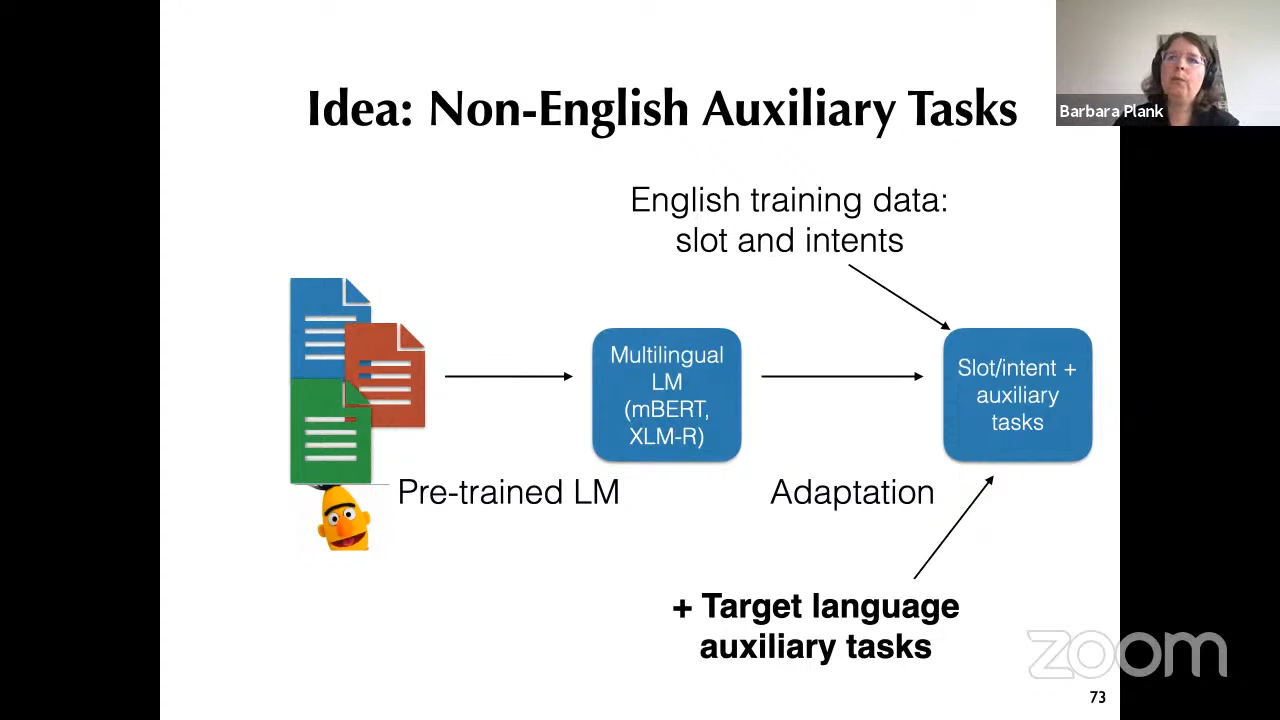 Idea: Non-English Auxiliary Tasks
Barbara Plank
English training data:
slot and intents
Multilingual
LM
(mBERT,
XLM-R)
Slot/intent +
auxiliary
tasks
Pre-trained LM
Adaptation
+ Target language
auxiliary tasks
zoom
73